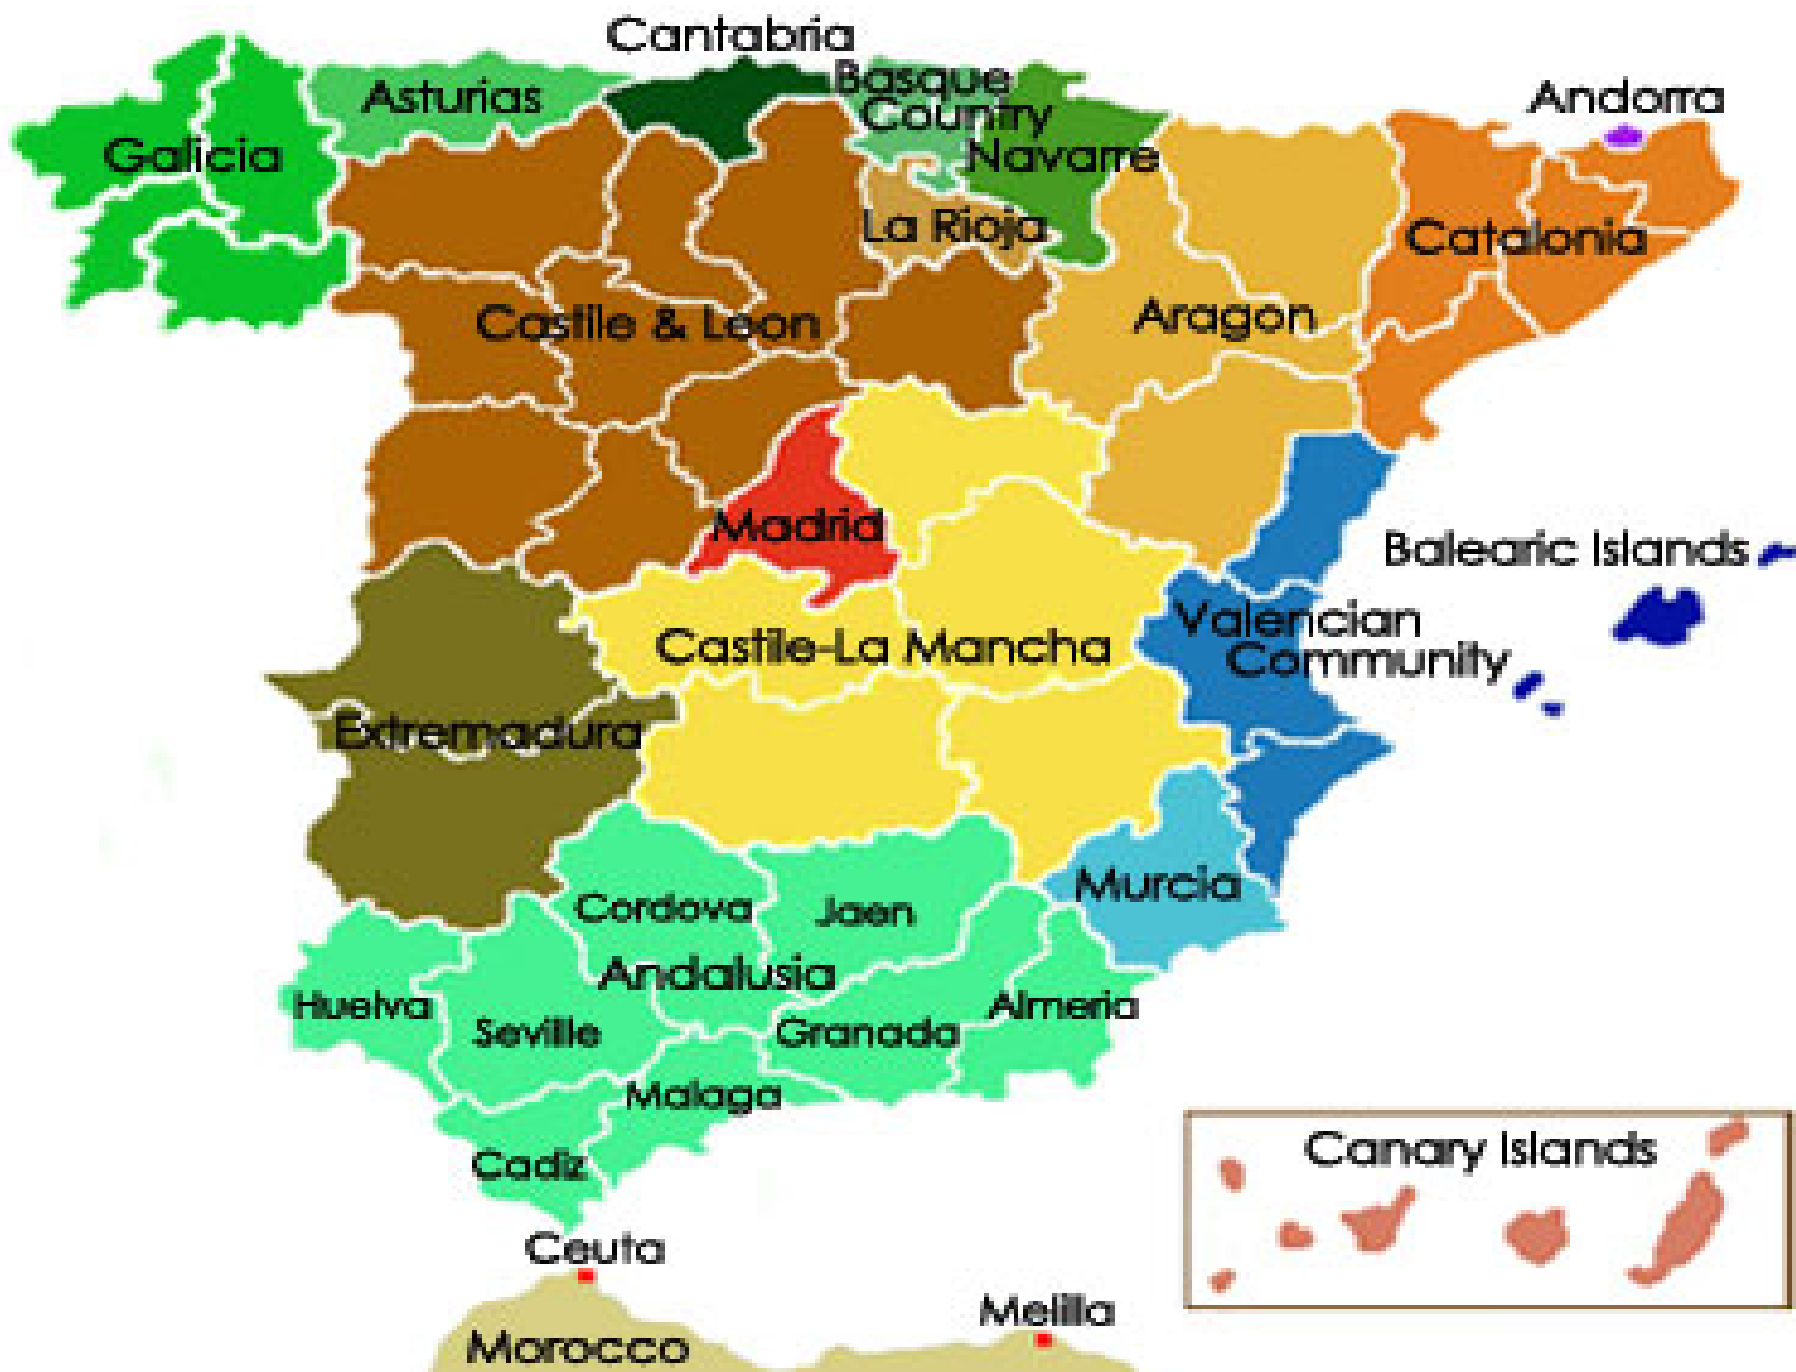 Cantabria
Asturias
Basque
Country
Andorra
Galicia
Navarre
La Rioja
Catalonia
Castile & Leon
Aragon
Madrid
Balearic Islands
Valencian
Community
Castile-La Mancha
Extremadura
Murcia
Cordova
Jaen
Andalusia
Huelva
Almeria
Seville
Granada
Malaga
Cadiz
Canary Islands
Ceuta
Melilla
Morocco